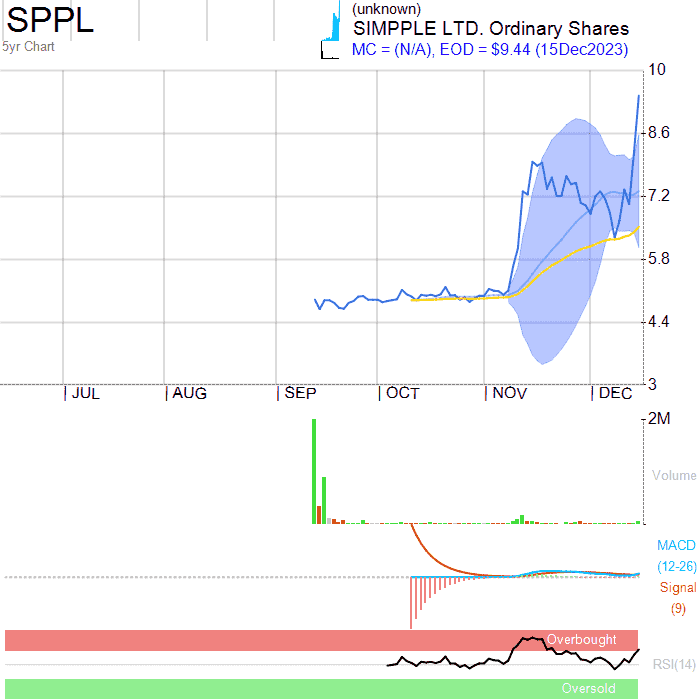 SPPL
5yr Chart
(unknown)
SIMPPLE LTD. Ordinary Shares
MC = (N/A), EOD = $9.44 (15Dec2023)
10
8.6
7.2
5.8
4.4
3
JUL AUG SEP OCT NOV DEC
2M
Volume
MACD
(12-26)
Signal
(9)
Overbought
RSI(14)
Oversold